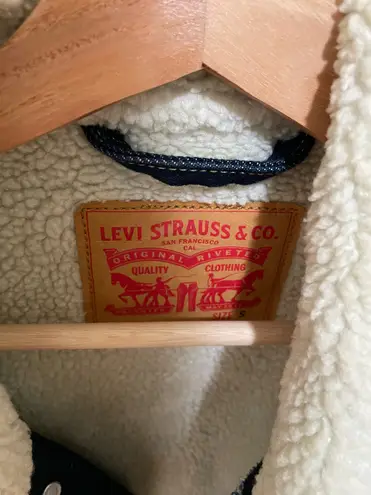 LEVI STRAUSS & CO.
SAN FRANCISCO
CAL.
ORIGINAL RIVETED
QUALITY CLOTHING
SIZE S